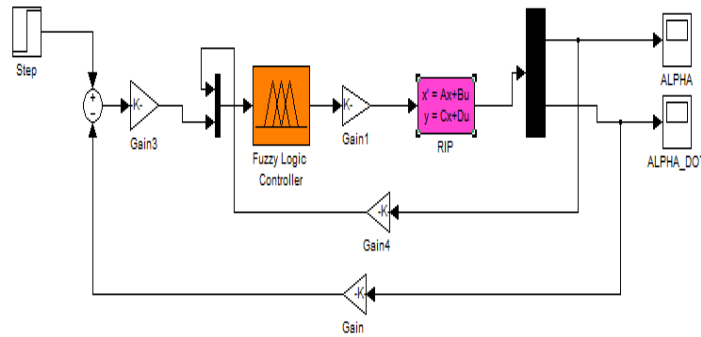 Step
+
−
-K-
Gain3
Fuzzy Logic
Controller
K-
Gain1
x' = Ax+Bu
y = Cx+Du
RIP
ALPHA
ALPHA_DOT
-K
Gain4
-K
Gain